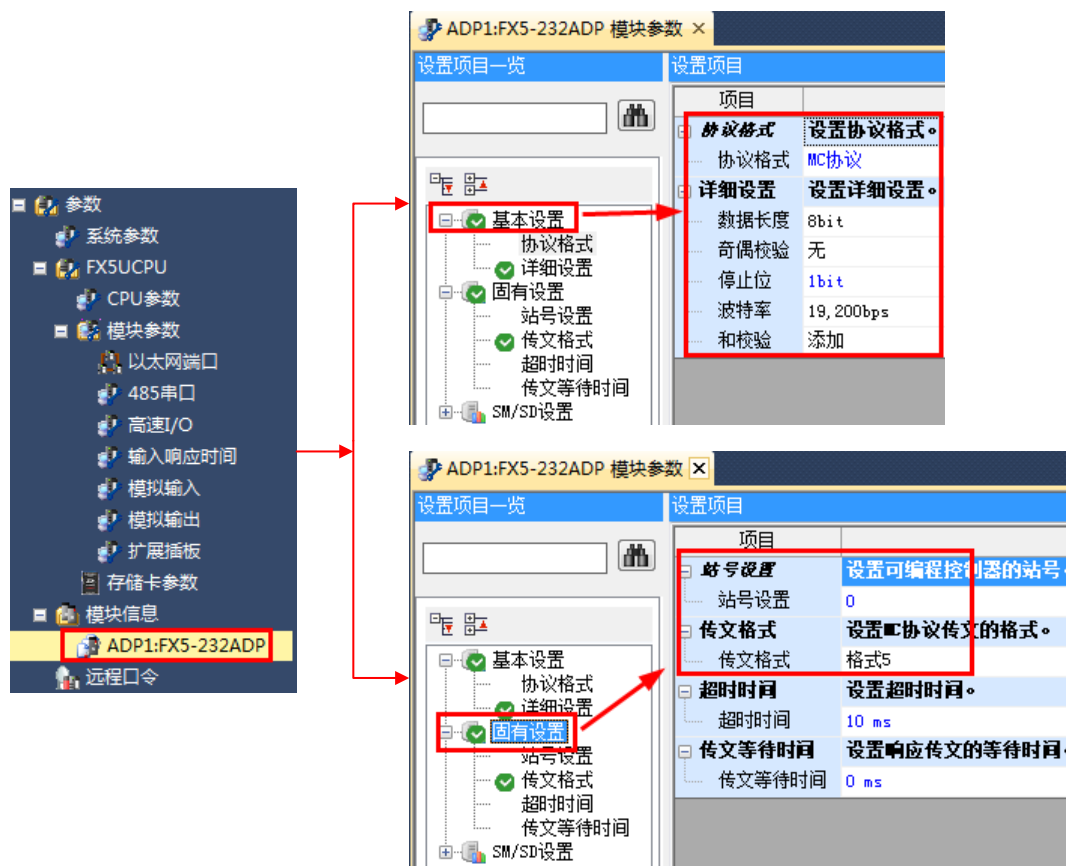 参数
系统参数
FX5UCPU
CPU参数
模块参数
以太网端口
485串口
高速I/O
输入响应时间
模拟输入
模拟输出
扩展插板
存储卡参数
模块信息
ADP1:FX5-232ADP
远程口令
ADP1:FX5-232ADP 模块参数
设置项目一览
基本设置
协议格式
详细设置
固有设置
站号设置
传文格式
超时时间
传文等待时间
SM/SD设置
设置项目
项目
协议格式 设置协议格式。
协议格式 MC协议
详细设置 设置详细设置。
数据长度 8bit
奇偶校验 无
停止位 1bit
波特率 19,200bps
和校验 添加
ADP1:FX5-232ADP 模块参数
设置项目一览
基本设置
协议格式
详细设置
固有设置
站号设置
传文格式
超时时间
传文等待时间
SM/SD设置
设置项目
项目
站号设置 设置可编程控制器的站号。
站号设置 0
传文格式 设置MC协议传文的格式。
传文格式 格式5
超时时间 设置超时时间。
超时时间 10 ms
传文等待时间 设置响应传文的等待时间。
传文等待时间 0 ms